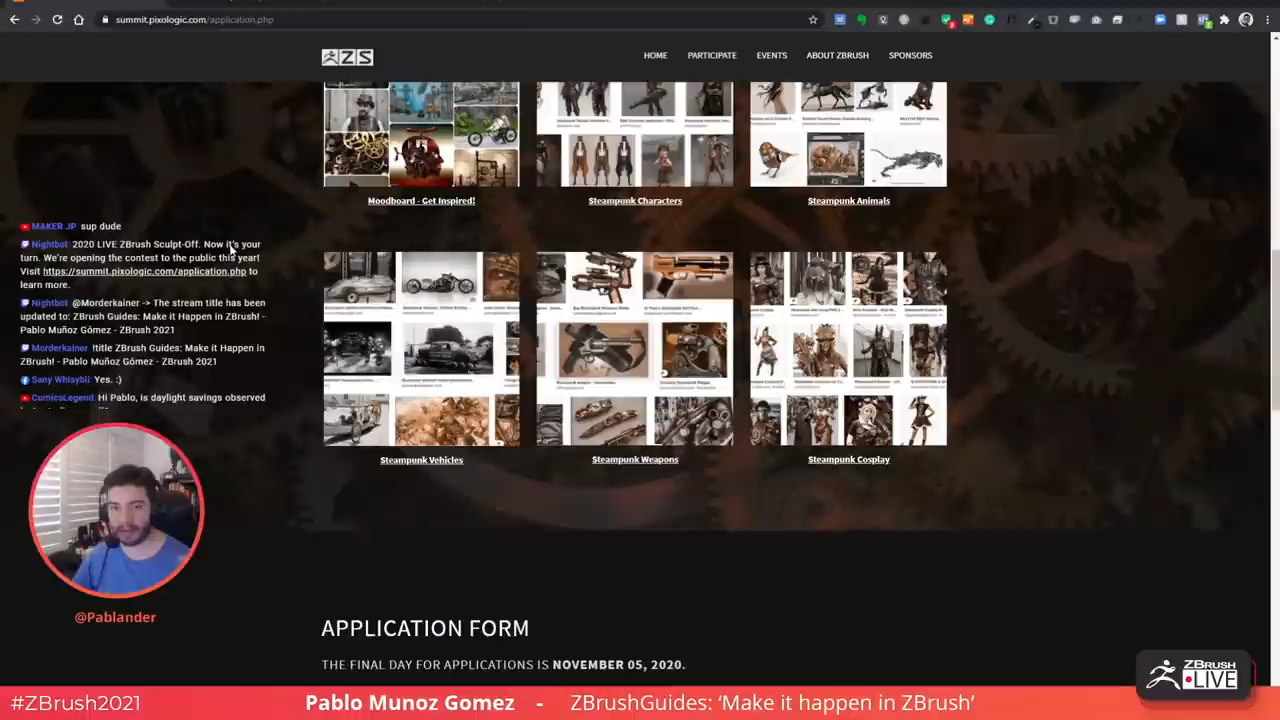 summit.pixologic.com/application.php
ZS
HOME
PARTICIPATE
EVENTS
ABOUT ZBRUSH
SPONSORS
Moodboard - Get Inspired!
Steampunk Characters
Steampunk Animals
MAKER JP sup dude
Nightbot: 2020 LIVE ZBrush Sculpt-Off. Now it's your
turn. We're opening the contest to the public this year!
Visit https://summit.pixologic.com/application.php to
learn more.
Nightbot: @Morderkainer -> The stream title has been
updated to: ZBrush Guides: Make it Happen in ZBrush! -
Pablo Muñoz Gómez - ZBrush 2021
Morderkainer !title ZBrush Guides: Make it Happen in
ZBrush! - Pabblo Muñoz Gómez - ZBrush 2021
Sany Whisybli: Yes. :)
ComicsLegend: Hi Pablo, is daylight savings observed
Steampunk Vehicles
Steampunk Weapons
Steampunk Cosplay
@Pablander
APPLICATION FORM
THE FINAL DAY FOR APPLICATIONS IS NOVEMBER 05, 2020.
ZBRUSH
LIVE
#ZBrush2021
Pablo Munoz Gomez - ZBrushGuides: ‘Make it happen in ZBrush’